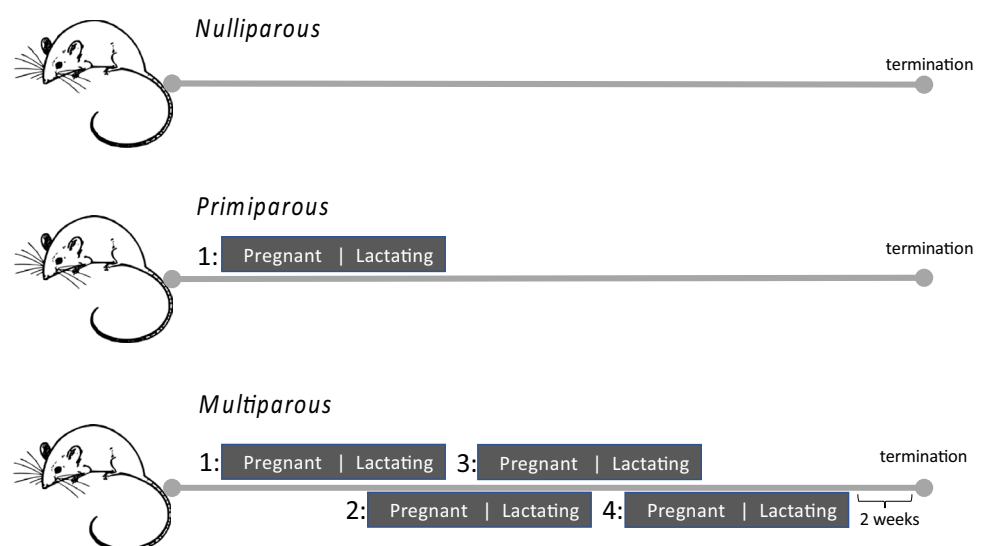 Nulliparous
termination
Primiparous
1: Pregnant | Lactating
termination
Multiparous
1: Pregnant | Lactating 3: Pregnant | Lactating
termination
2: Pregnant | Lactating 4: Pregnant | Lactating
2 weeks